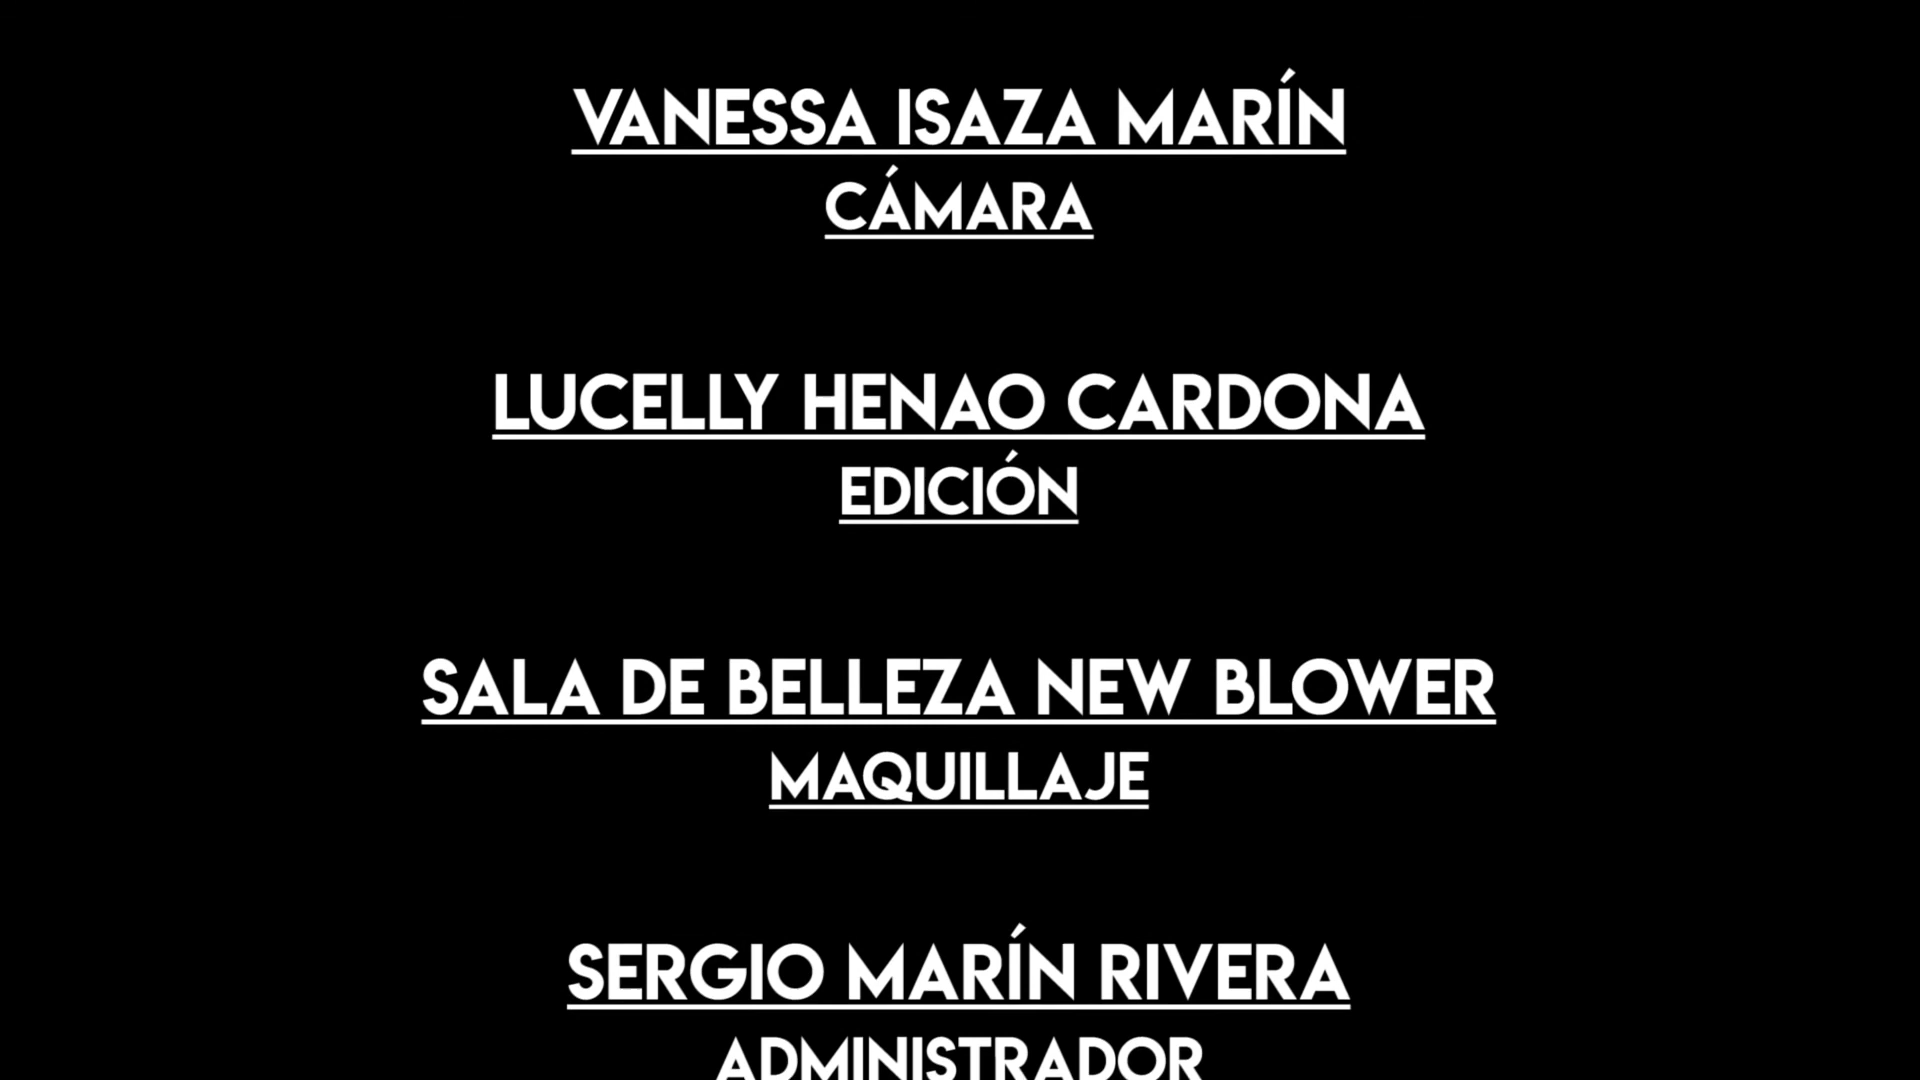 VANESSA ISAZA MARÍN
CÁMARA
LUCELLY HENAO CARDONA
EDICIÓN
SALA DE BELLEZA NEW BLOWER
MAQUILLAJE
SERGIO MARÍN RIVERA
ADMINISTRADOR